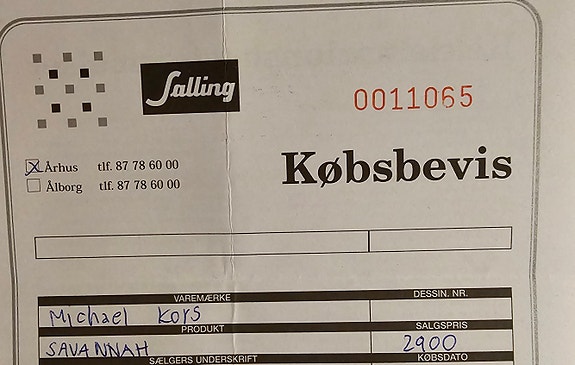 Salling
0011065
Købsbevis
Århus tlf. 87 78 60 00
Ålborg tlf. 87 78 60 00
VAREMÆRKE DESSIN. NR.
Michael Kors
PRODUKT SALGSPRIS
SAVANNAH 2900
SÆLGERS UNDERSKRIFT KØBSDATO